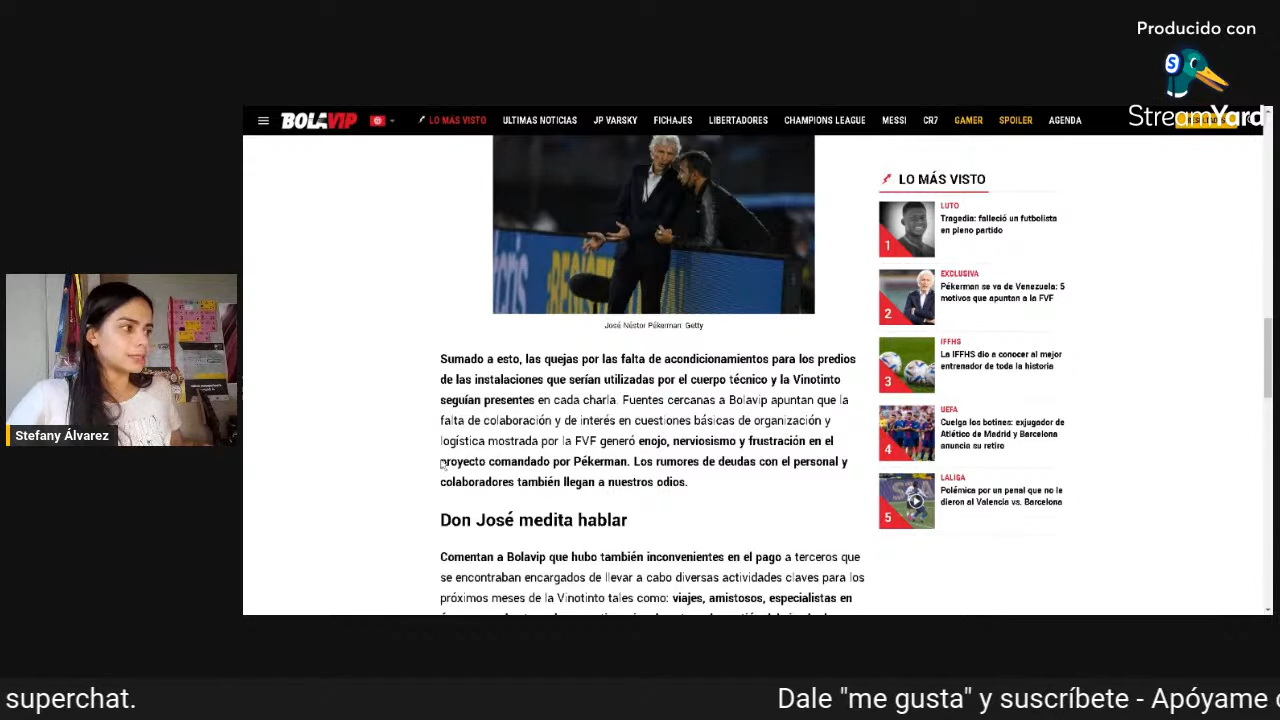 Producido con
StreamYard
BOLAVIP
LO MÁS VISTO
ULTIMAS NOTICIAS
JP VARSKY
FICHAJES
LIBERTADORES
CHAMPIONS LEAGUE
MESSI
CR7
GAMER
SPOILER
AGENDA
José Néstor Pékerman: Getty
Sumado a esto, las quejas por las falta de acondicionamientos para los predios
de las instalaciones que serían utilizadas por el cuerpo técnico y la Vinotinto
seguían presentes en cada charla. Fuentes cercanas a Bolavip apuntan que la
falta de colaboración y de interés en cuestiones básicas de organización y
logística mostrada por la FVF generó enojo, nerviosismo y frustración en el
proyecto comandado por Pékerman. Los rumores de deudas con el personal y
colaboradores también llegan a nuestros odios.
Don José medita hablar
Comentan a Bolavip que hubo también inconvenientes en el pago a terceros que
se encontraban encargados de llevar a cabo diversas actividades claves para los
próximos meses de la Vinotinto tales como: viajes, amistosos, especialistas en
LO MÁS VISTO
1
LUTO
Tragedia: falleció un futbolista
en pleno partido
2
EXCLUSIVA
Pékerman se va de Venezuela: 5
motivos que apuntan a la FVF
3
IFFHS
La IFFHS dio a conocer al mejor
entrenador de toda la historia
4
UEFA
Cuelga los botines: exjugador de
Atlético de Madrid y Barcelona
anuncia su retiro
5
LALIGA
Polémica por un penal que no le
dieron al Valencia vs. Barcelona
Stefany Álvarez
superchat.
Dale "me gusta" y suscríbete - Apóyame